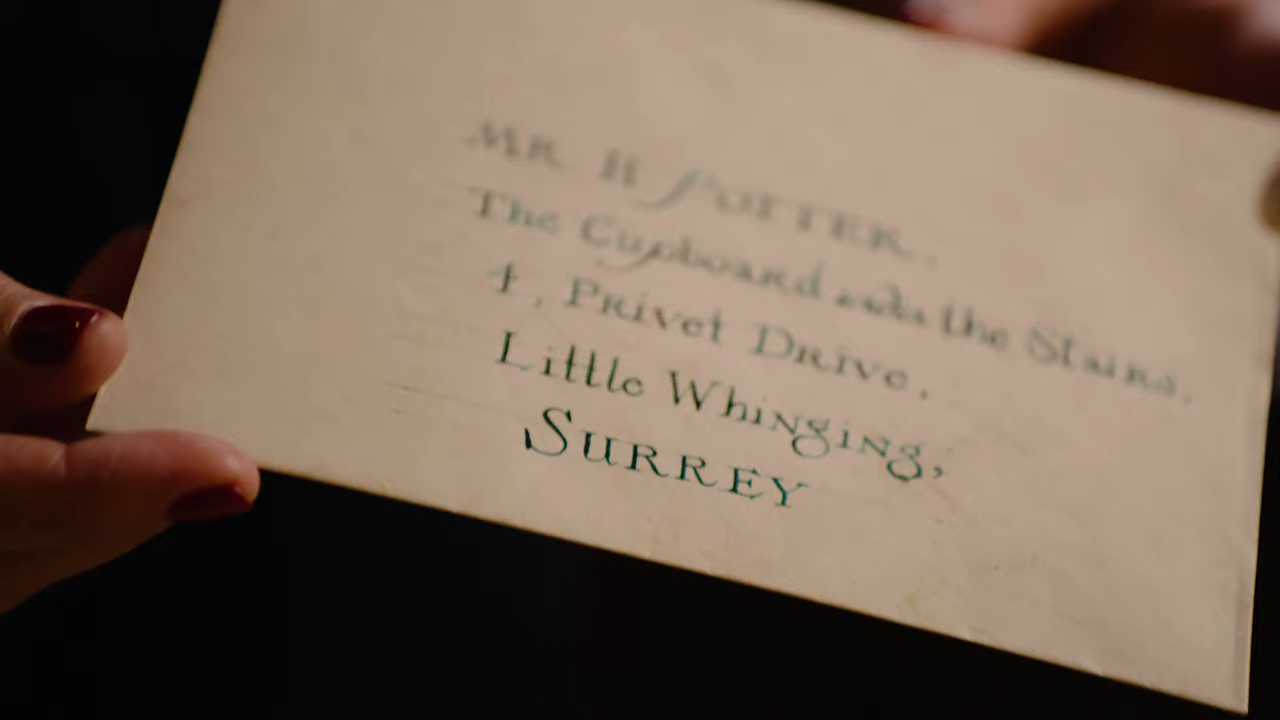 MR. H POTTER,
The Cupboard under the Stairs,
4, Privet Drive,
Little Whinging,
SURREY